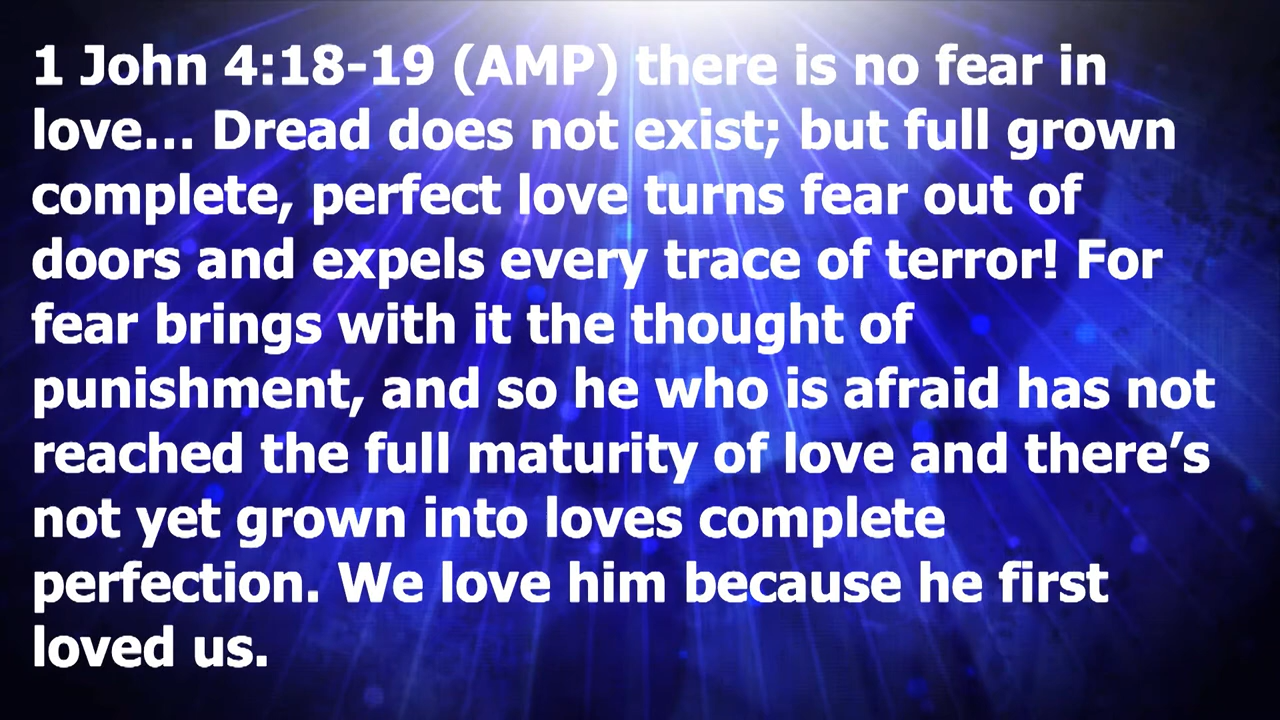 1 John 4:18-19 (AMP) there is no fear in
love... Dread does not exist; but full grown
complete, perfect love turns fear out of
doors and expels every trace of terror! For
fear brings with it the thought of
punishment, and so he who is afraid has not
reached the full maturity of love and there’s
not yet grown into loves complete
perfection. We love him because he first
loved us.